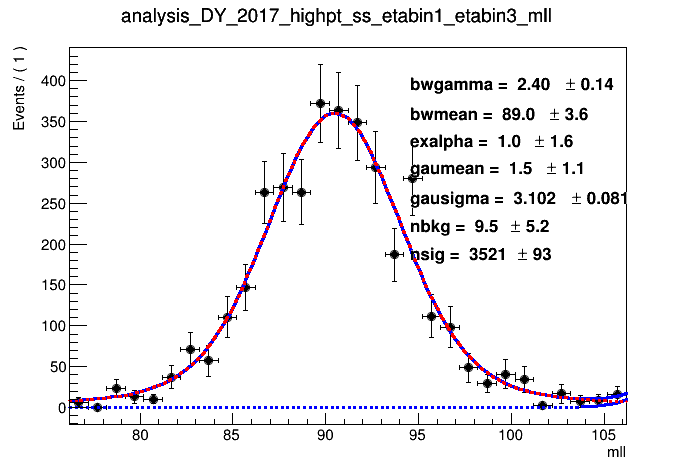 analysis_DY_2017_highpt_ss_etabin1_etabin3_mll
Events / ( 1 )
400
350
300
250
200
150
100
50
0
bwgamma = 2.40 ± 0.14
bwmean = 89.0 ± 3.6
exalpha = 1.0 ± 1.6
gaumean = 1.5 ± 1.1
gausigma = 3.102 ± 0.081
nbkg = 9.5 ± 5.2
nsig = 3521 ± 93
80 85 90 95 100 105
mll